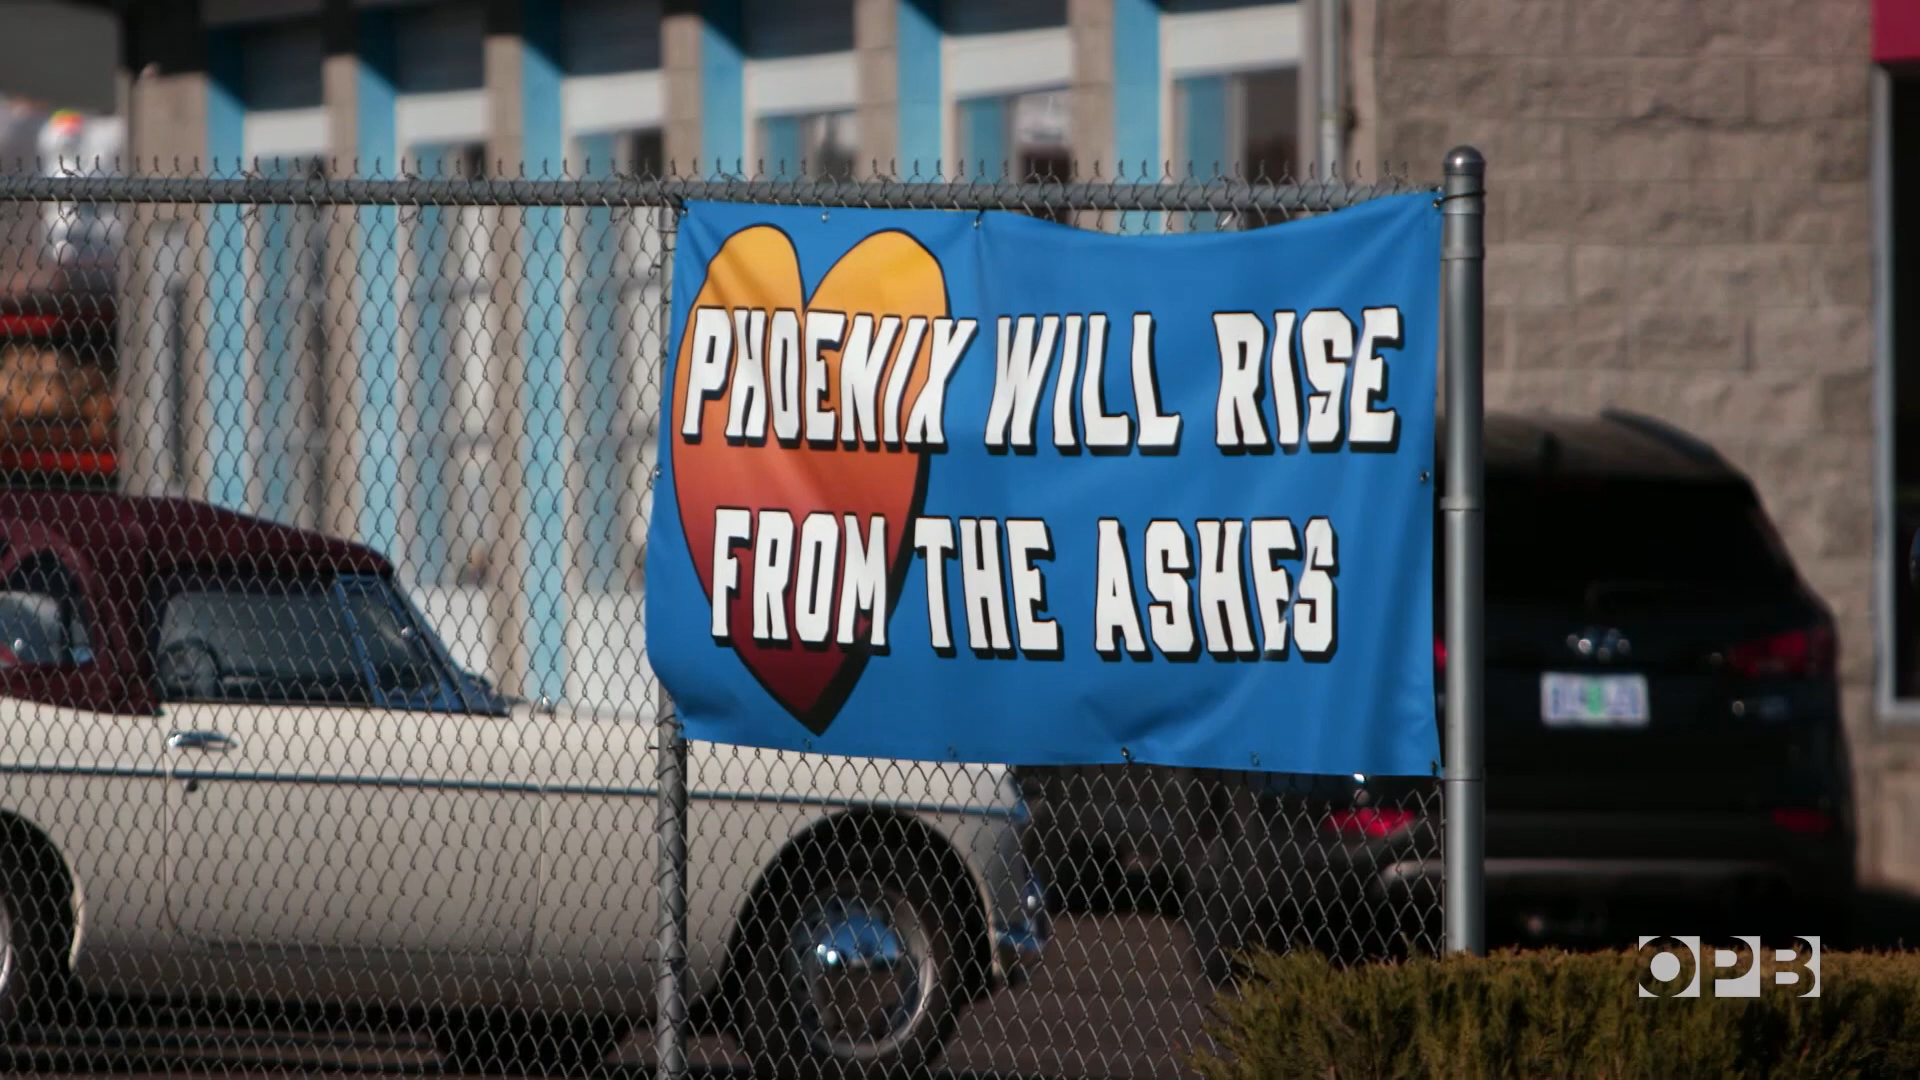 PHOENIX WILL RISE
FROM THE ASHES
OPB